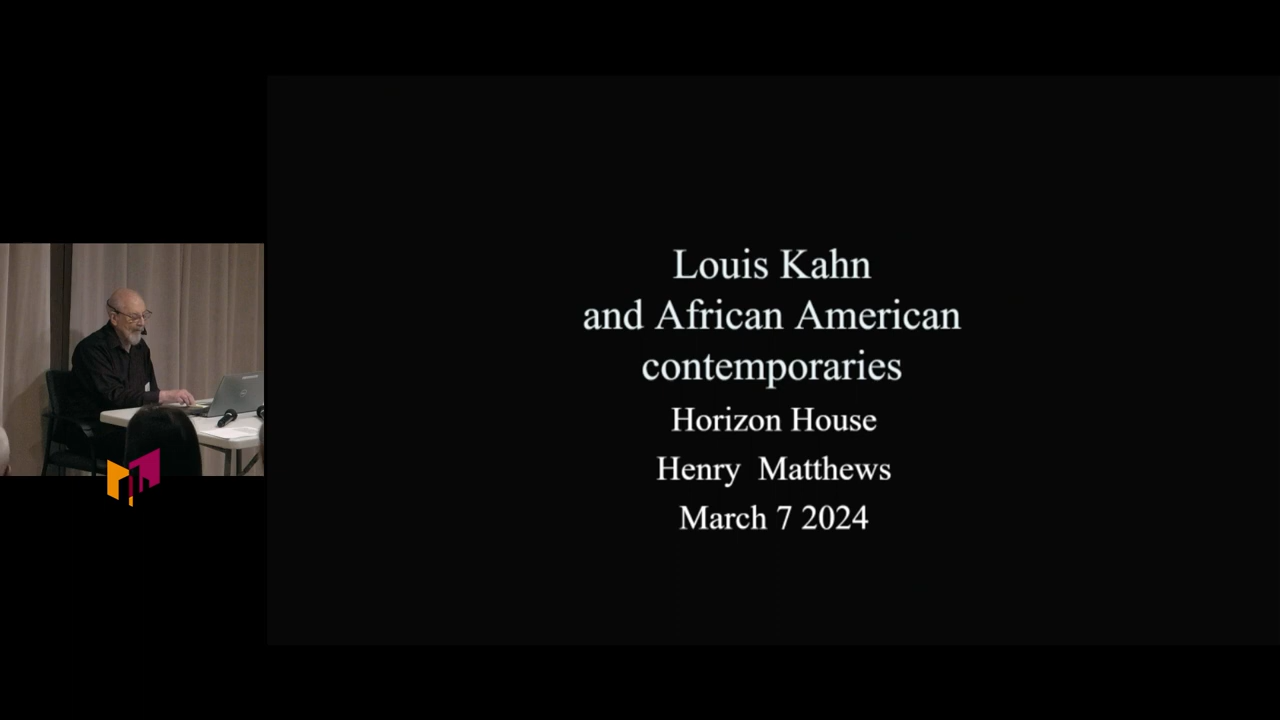 Louis Kahn
and African American
contemporaries
Horizon House
Henry Matthews
March 7 2024